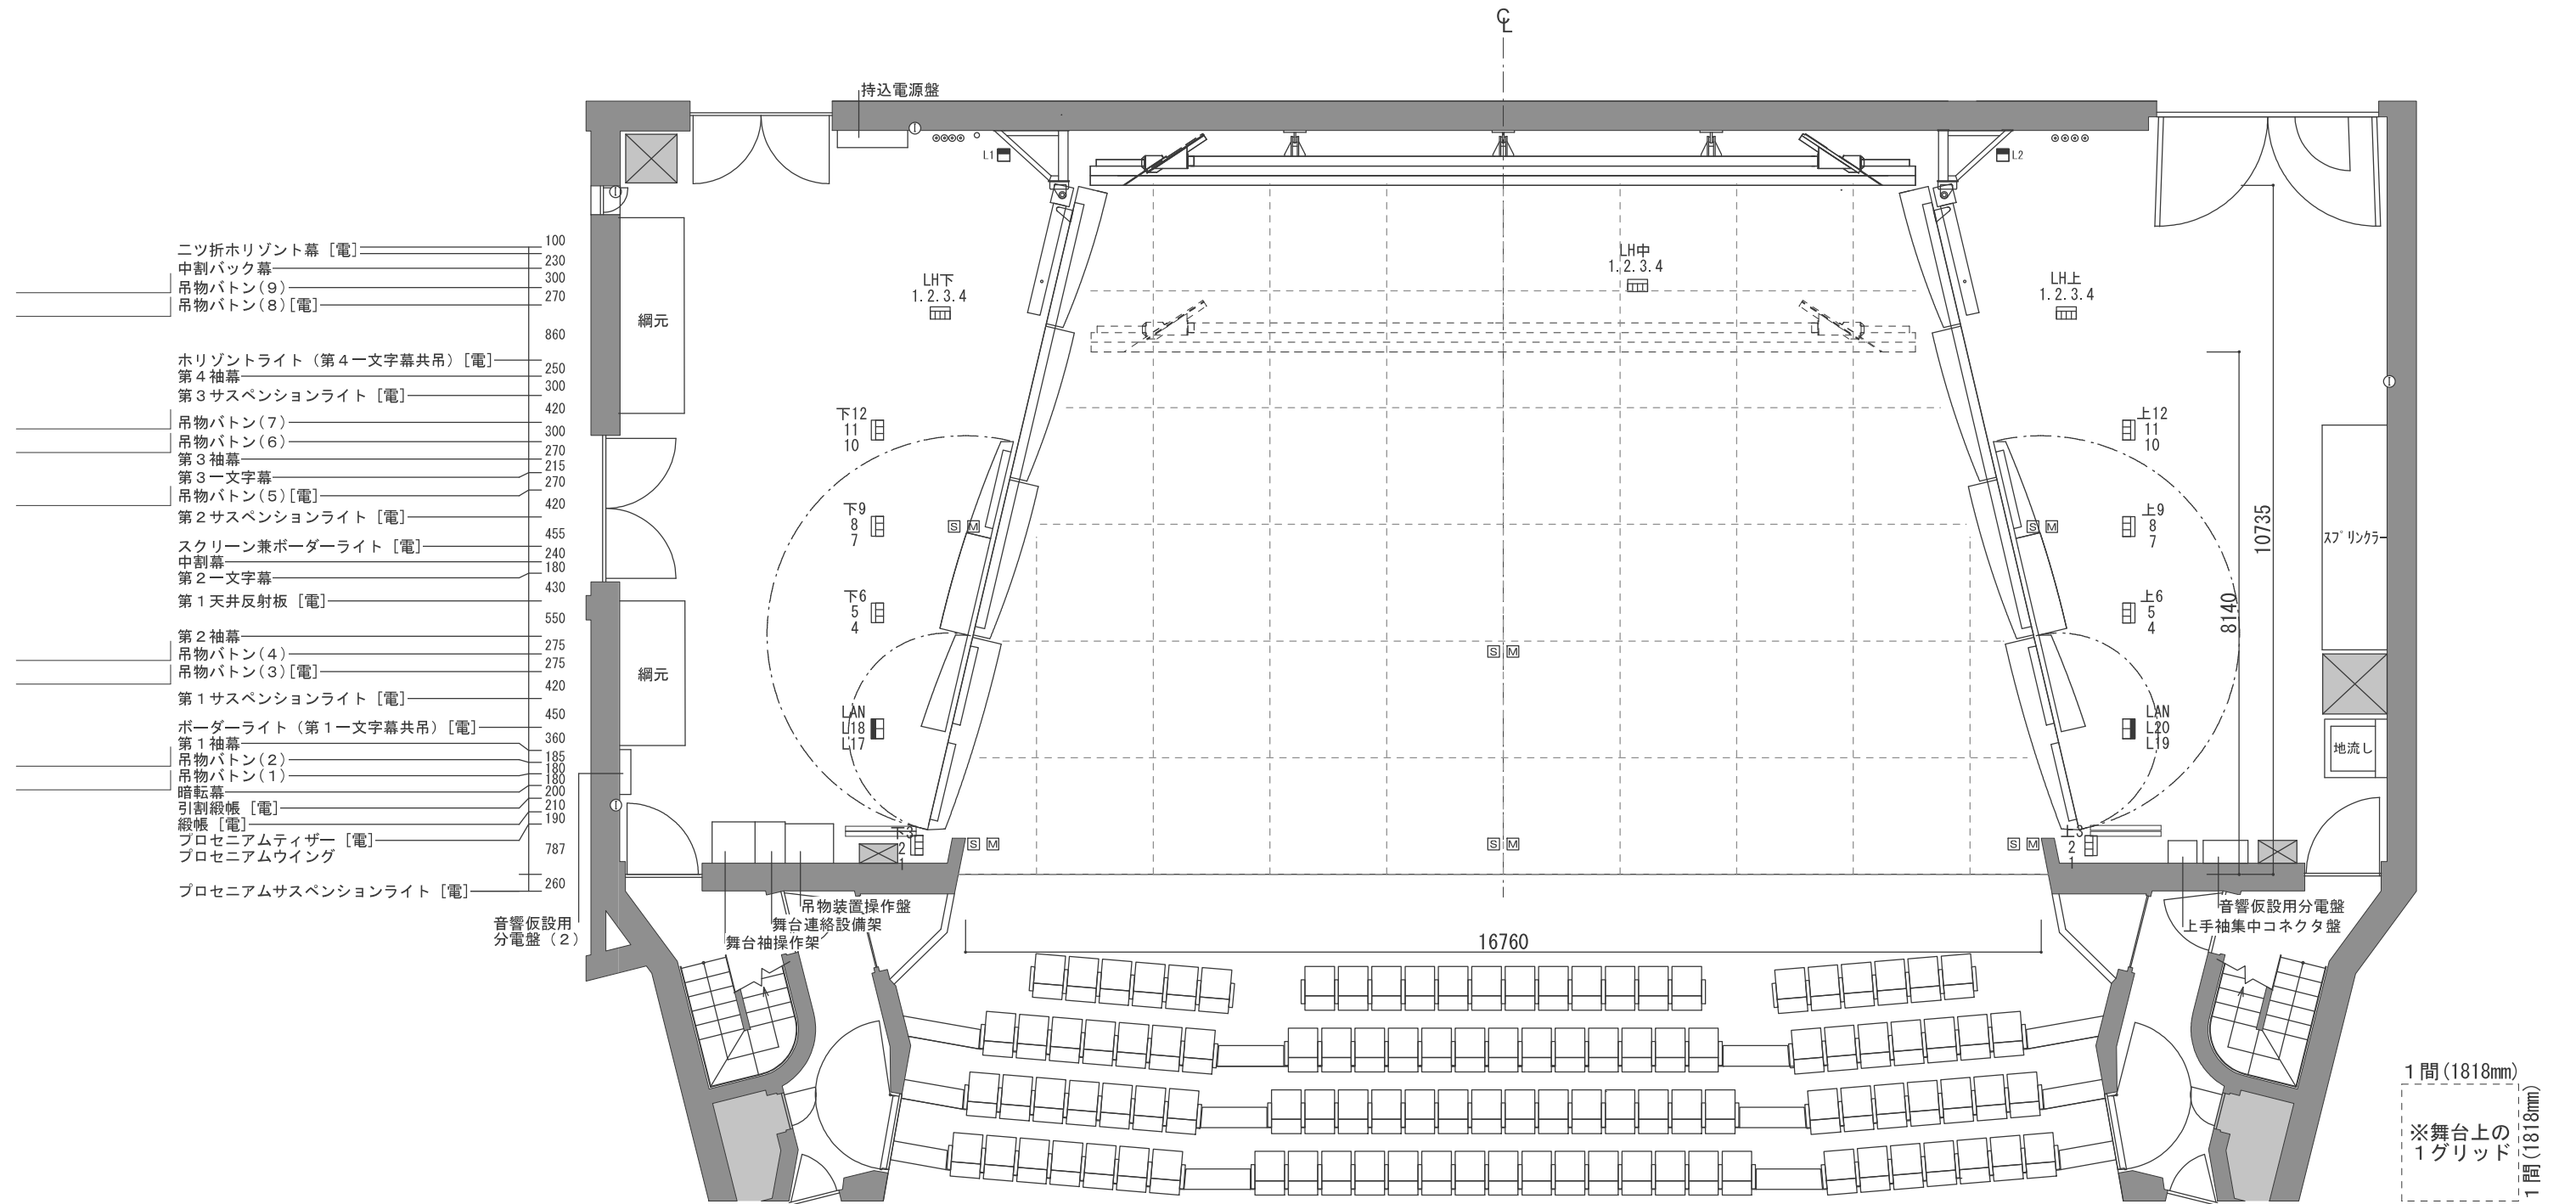 ℄
持込電源盤
L1
L2
二ツ折ホリゾント幕［電］
中割バック幕
吊物バトン(9)
吊物バトン(8)［電］
ホリゾントライト（第４一文字幕共吊）［電］
第４袖幕
第３サスペンションライト［電］
吊物バトン(7)
吊物バトン(6)
第３袖幕
第３一文字幕
吊物バトン(5)［電］
第２サスペンションライト［電］
スクリーン兼ボーダーライト［電］
中割幕
第２一文字幕
第１天井反射板［電］
第２袖幕
吊物バトン(4)
吊物バトン(3)［電］
第１サスペンションライト［電］
ボーダーライト（第１一文字幕共吊）［電］
第１袖幕
吊物バトン(2)
吊物バトン(1)
暗転幕
引割緞帳［電］
緞帳［電］
プロセニアムティザー［電］
プロセニアムウイング
プロセニアムサスペンションライト［電］
100
230
300
270
860
250
300
420
300
270
215
270
420
455
240
180
430
550
275
275
420
450
360
185
180
180
200
210
190
787
260
綱元
綱元
LH下
1.2.3.4
LH中
1.2.3.4
LH上
1.2.3.4
下12
11
10
下9
8
7
下6
5
4
LAN
L18
L17
下3
2
1
上12
11
10
上9
8
7
上6
5
4
LAN
L20
L19
上3
2
1
S M
S M
S M
S M
S M
S M
10735
8140
スプリンクラー
地流し
音響仮設用
分電盤（２）
吊物装置操作盤
舞台連絡設備架
舞台袖操作架
音響仮設用分電盤
上手袖集中コネクタ盤
16760
１間(1818mm)
※舞台上の
１グリッド
１間(1818mm)